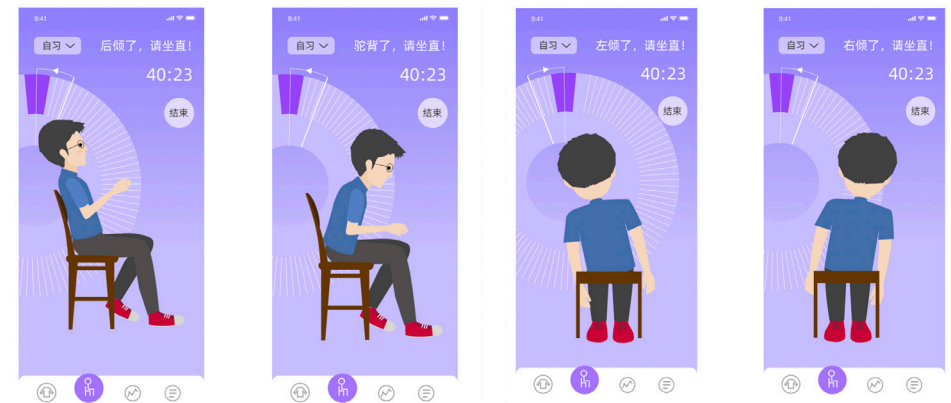 9:41
自习
后倾了，请坐直！
40:23
结束
9:41
自习
驼背了，请坐直！
40:23
结束
9:41
自习
左倾了，请坐直！
40:23
结束
9:41
自习
右倾了，请坐直！
40:23
结束